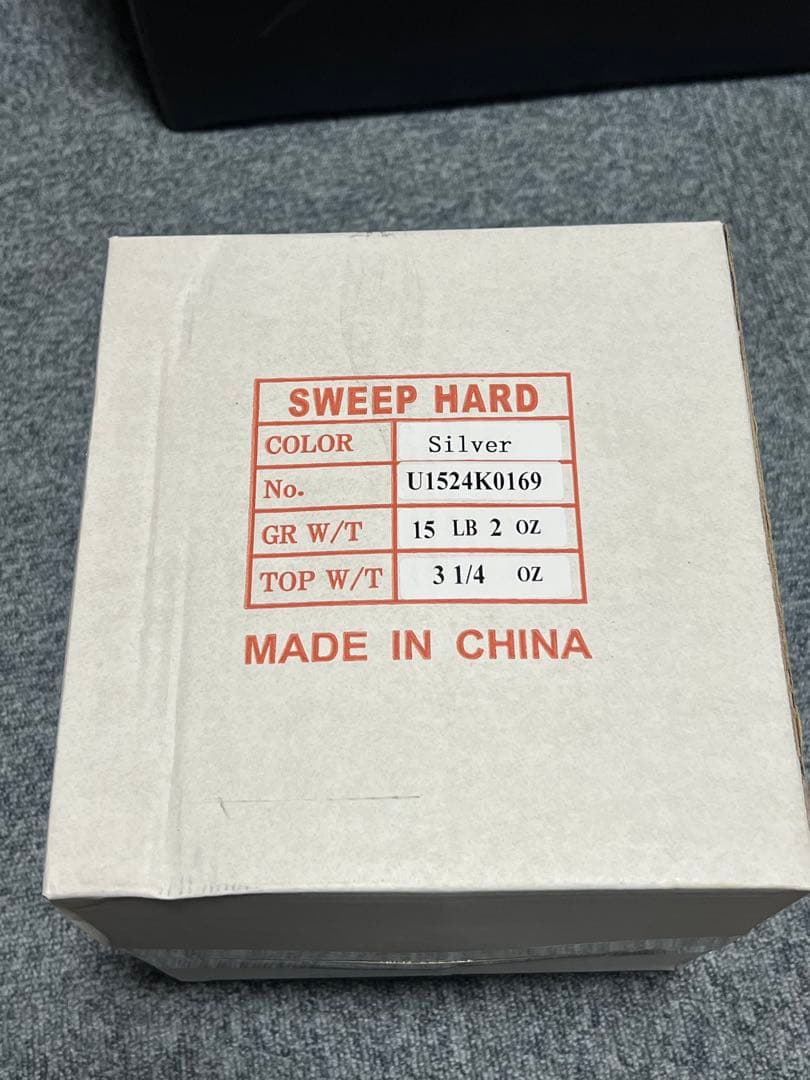 SWEEP HARD
COLOR Silver
No. U1524K0169
GR W/T 15 LB 2 OZ
TOP W/T 3 1/4 OZ
MADE IN CHINA